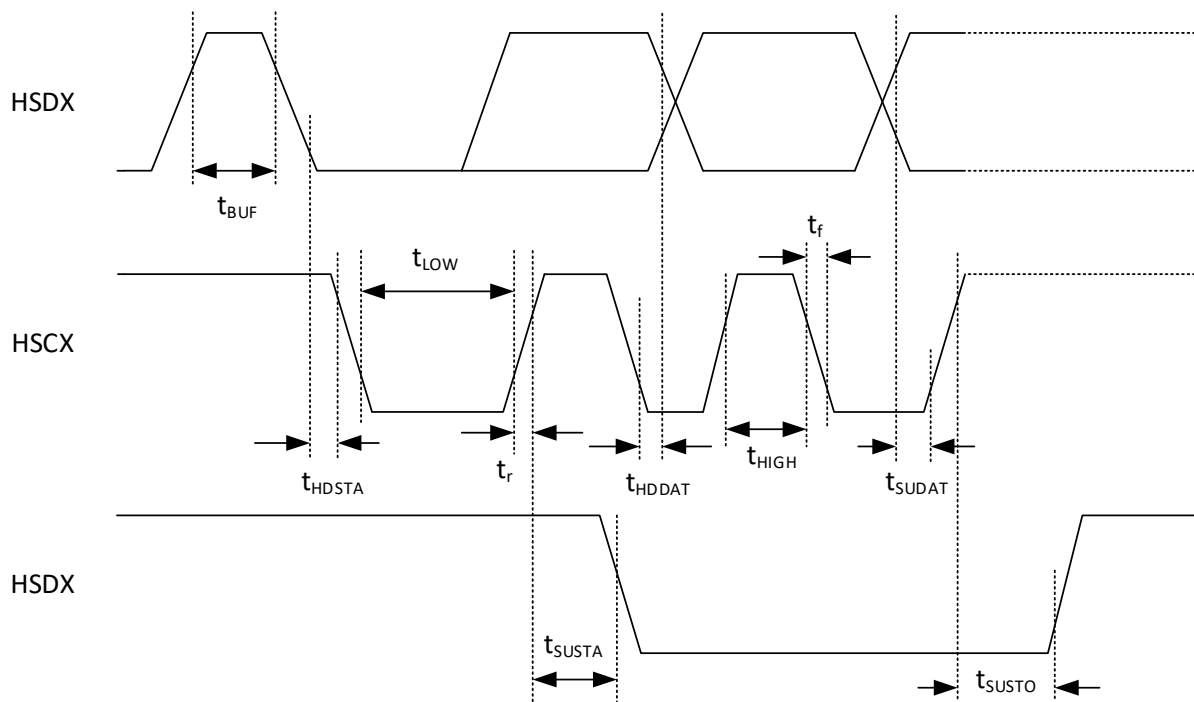 HSDX
tBUF
tf
tLOW
HSCX
tHDSTA
tr
tHDDAT
tHIGH
tSUDAT
HSDX
tSUSTA
tSUSTO